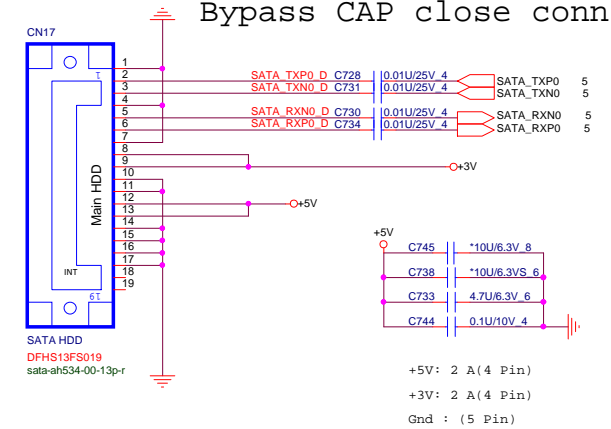 Bypass CAP close conn
CN17
1
1
2
SATA_TXP0_D C728 0.01U/25V_4 SATA_TXP0 5
3
SATA_TXN0_D C731 0.01U/25V_4 SATA_TXN0 5
4
5
SATA_RXN0_D C730 0.01U/25V_4 SATA_RXN0 5
6
SATA_RXP0_D C734 0.01U/25V_4 SATA_RXP0 5
7
8
9
+3V
10
11
12
+5V
13
14
15
16
17
18
19
Main HDD
INT
19
SATA HDD
DFHS13FS019
sata-ah534-00-13p-r
+5V
C745 *10U/6.3V_8
C738 *10U/6.3VS_6
C733 4.7U/6.3V_6
C744 0.1U/10V_4
+5V: 2 A(4 Pin)
+3V: 2 A(4 Pin)
Gnd : (5 Pin)